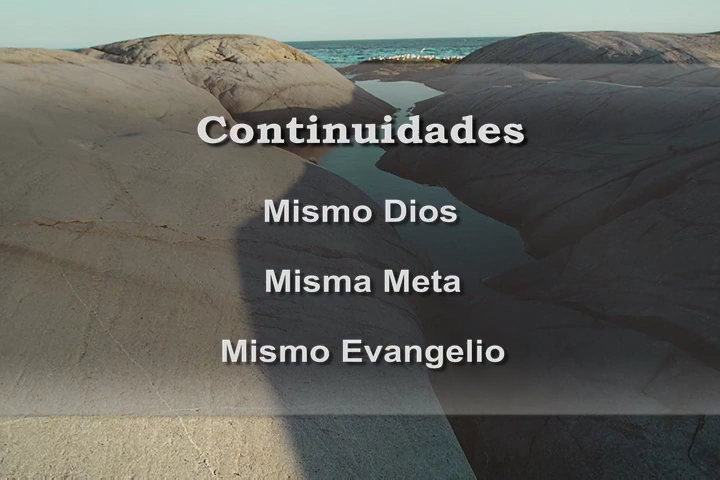 Continuidades
Mismo Dios
Misma Meta
Mismo Evangelio